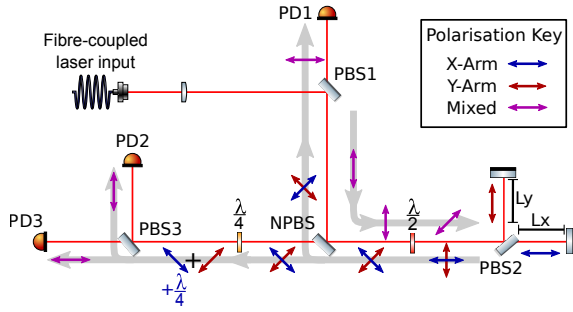 PD1
Fibre-coupled
laser input
PBS1
Polarisation Key
X-Arm
Y-Arm
Mixed
PD2
PD3
PBS3
λ/4
NPBS
λ/2
Ly
Lx
PBS2
+
+λ/4